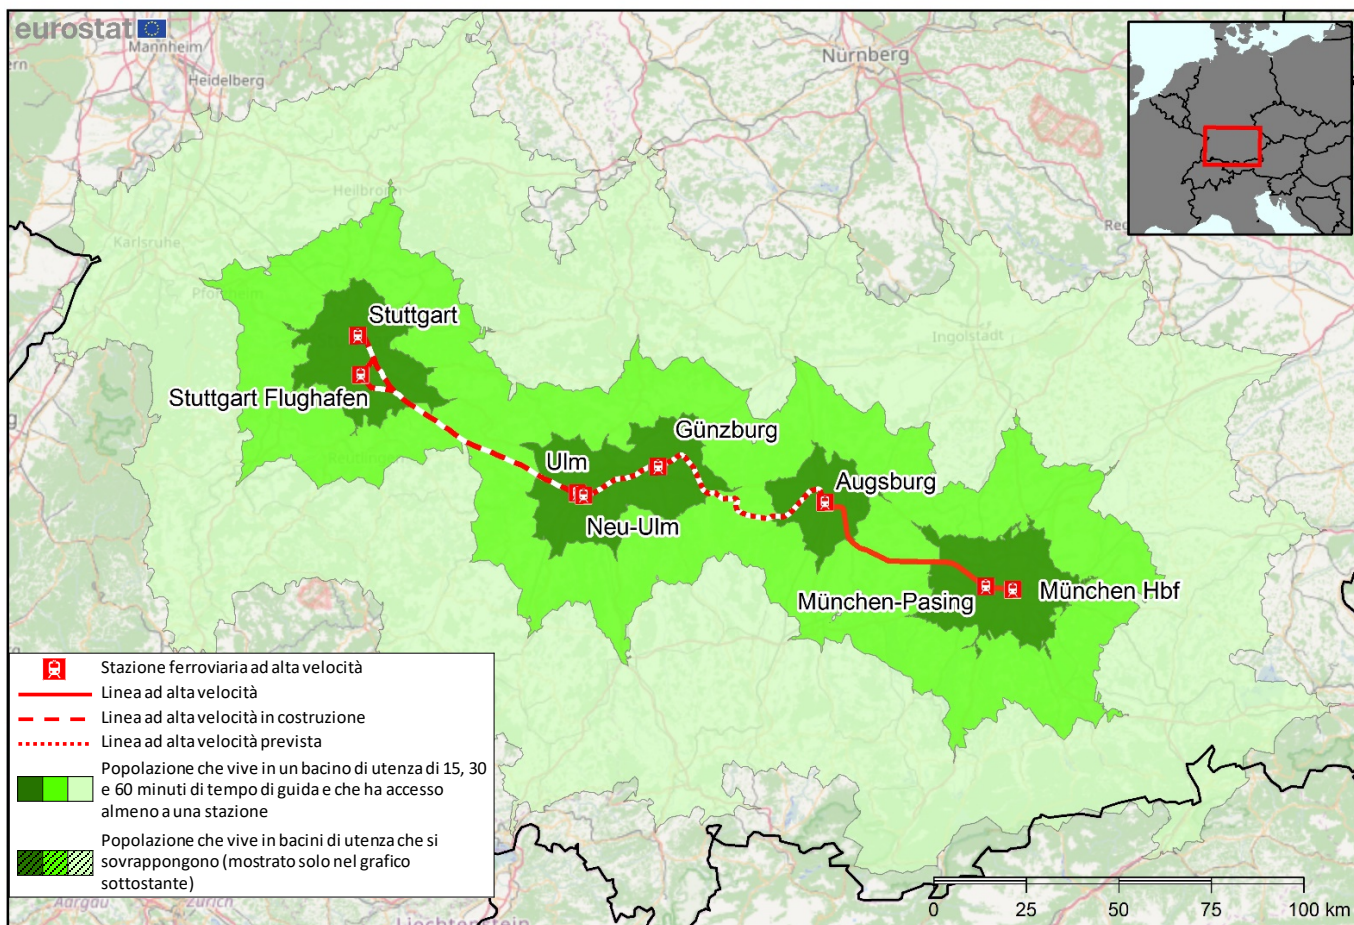 eurostat
Mannheim
Heidelberg
Nürnberg
Heilbronn
Karlsruhe
Pforzheim
Stuttgart
Ingolstadt
Stuttgart Flughafen
Reutlingen
Günzburg
Ulm
Augsburg
Neu-Ulm
München-Pasing
München Hbf
Stazione ferroviaria ad alta velocità
Linea ad alta velocità
Linea ad alta velocità in costruzione
Linea ad alta velocità prevista
Popolazione che vive in un bacino di utenza di 15, 30
e 60 minuti di tempo di guida e che ha accesso
almeno a una stazione
Popolazione che vive in bacini di utenza che si
sovrappongono (mostrato solo nel grafico
sottostante)
0 25 50 75 100 km
Aargau
Zürich
Liechtenstein